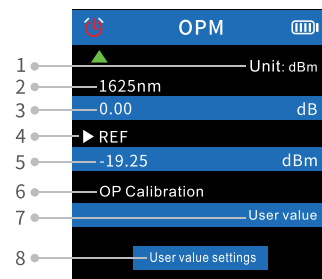 OPM
1 Unit: dBm
2 1625nm
3 0.00 dB
4 REF
5 -19.25 dBm
6 OP Calibration
7 User value
8 User value settings